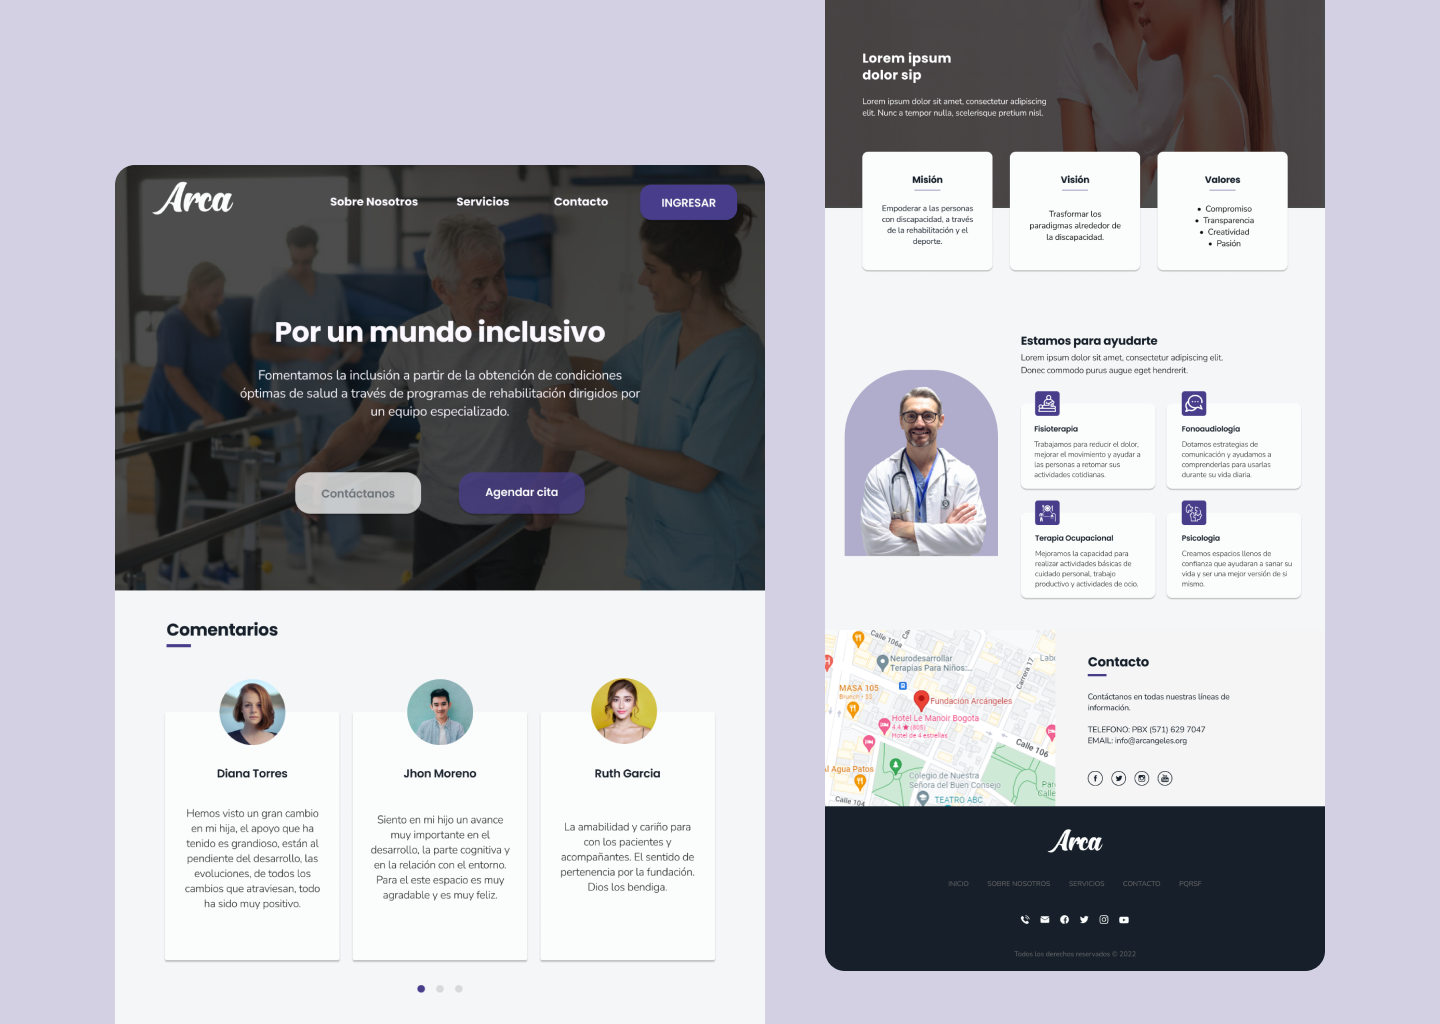 Arca
Sobre Nosotros
Servicios
Contacto
INGRESAR
Por un mundo inclusivo
Fomentamos la inclusión a partir de la obtención de condiciones
óptimas de salud a través de programas de rehabilitación dirigidos por
un equipo especializado.
Contáctanos
Agendar cita
Comentarios
Diana Torres
Hemos visto un gran cambio
en mi hija, el apoyo que ha
tenido es grandioso, están al
pendiente del desarrollo, las
evoluciones, de todos los
cambios que atraviesan, todo
ha sido muy positivo.
Jhon Moreno
Siento en mi hijo un avance
muy importante en el
desarrollo, la parte cognitiva y
en la relación con el entorno.
Para el este espacio es muy
agradable y es muy feliz.
Ruth Garcia
La amabilidad y cariño para
con los pacientes y
acompañantes. El sentido de
pertenencia por la fundación.
Dios los bendiga.
Lorem ipsum
dolor sip
Lorem ipsum dolor sit amet, consectetur adipiscing
elit. Nunc a tempor nulla, scelerisque pretium nisl.
Misión
Empoderar a las personas
con discapacidad, a través
de la rehabilitación y el
deporte.
Visión
Trasformar los
paradigmas alrededor de
la discapacidad.
Valores
• Compromiso
• Transparencia
• Creatividad
• Pasión
Estamos para ayudarte
Lorem ipsum dolor sit amet, consectetur adipiscing elit.
Donec commodo purus augue eget hendrerit.
Fisioterapia
Trabajamos para reducir el dolor,
mejorar el movimiento y ayudar a
las personas a retomar sus
actividades cotidianas.
Fonoaudiología
Dotamos estrategias de
comunicación y ayudamos a
comprenderlas para usarlas
durante su vida diaria.
Terapia Ocupacional
Mejoramos la capacidad para
realizar actividades básicas de
cuidado personal, trabajo
productivo y actividades de ocio.
Psicología
Creamos espacios llenos de
confianza que ayudaran a sanar su
vida y ser una mejor versión de si
mismo.
Calle 106a
Neurodesarrollar
Terapias Para Niños:...
Labo
Carrera 17
MASA 105
Brunch • $$
Fundación Arcángeles
Hotel Le Manoir Bogota
4,4 ★ (805)
Hotel de 4 estrellas
Calle 106
Al Agua Patos
Colegio de Nuestra
Señora del Buen Consejo
Par
Calle
Calle 104
TEATRO ABC
Contacto
Contáctanos en todas nuestras líneas de
información.
TELEFONO: PBX (571) 629 7047
EMAIL: info@arcangeles.org
Arca
INICIO
SOBRE NOSOTROS
SERVICIOS
CONTACTO
PQRSF
Todos los derechos reservados © 2022